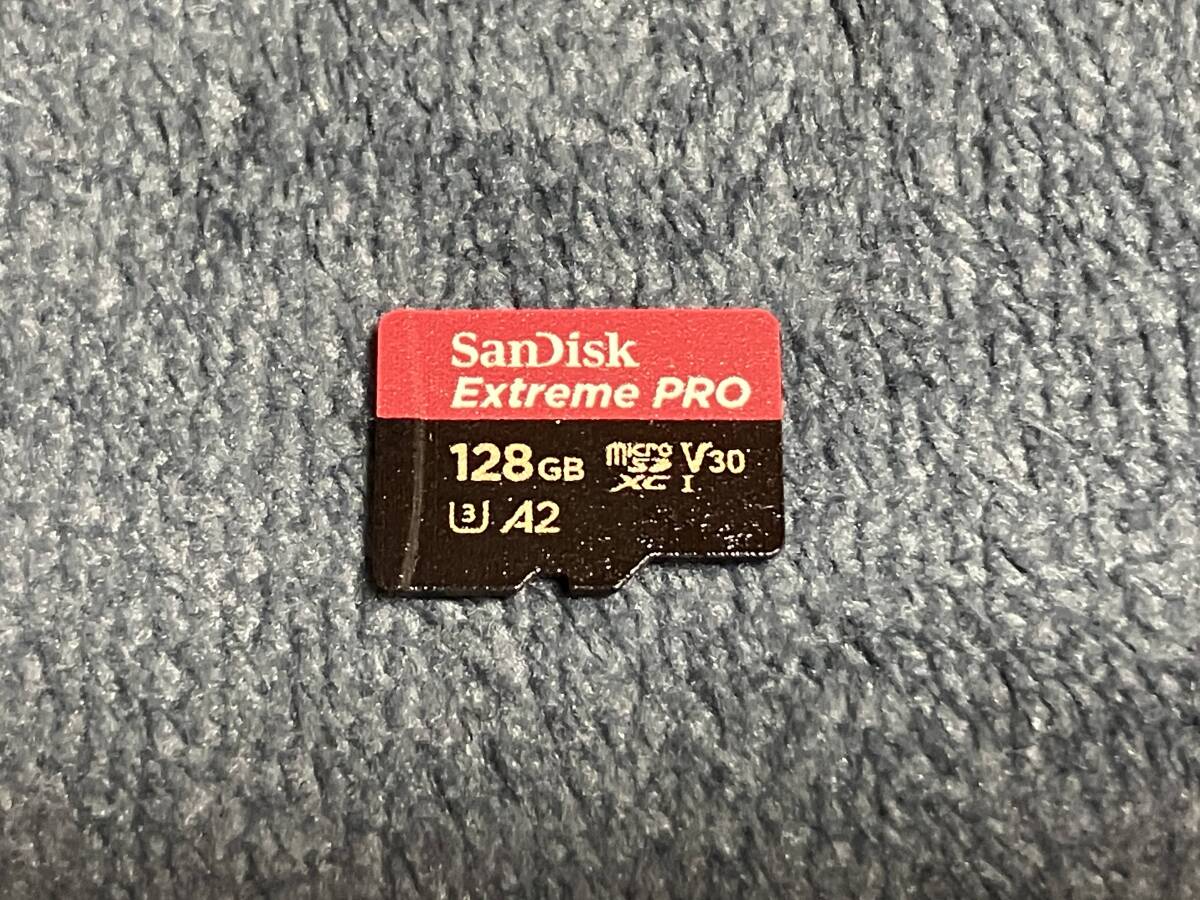 SanDisk
Extreme PRO
128GB micro SD XC I V30
3 A2